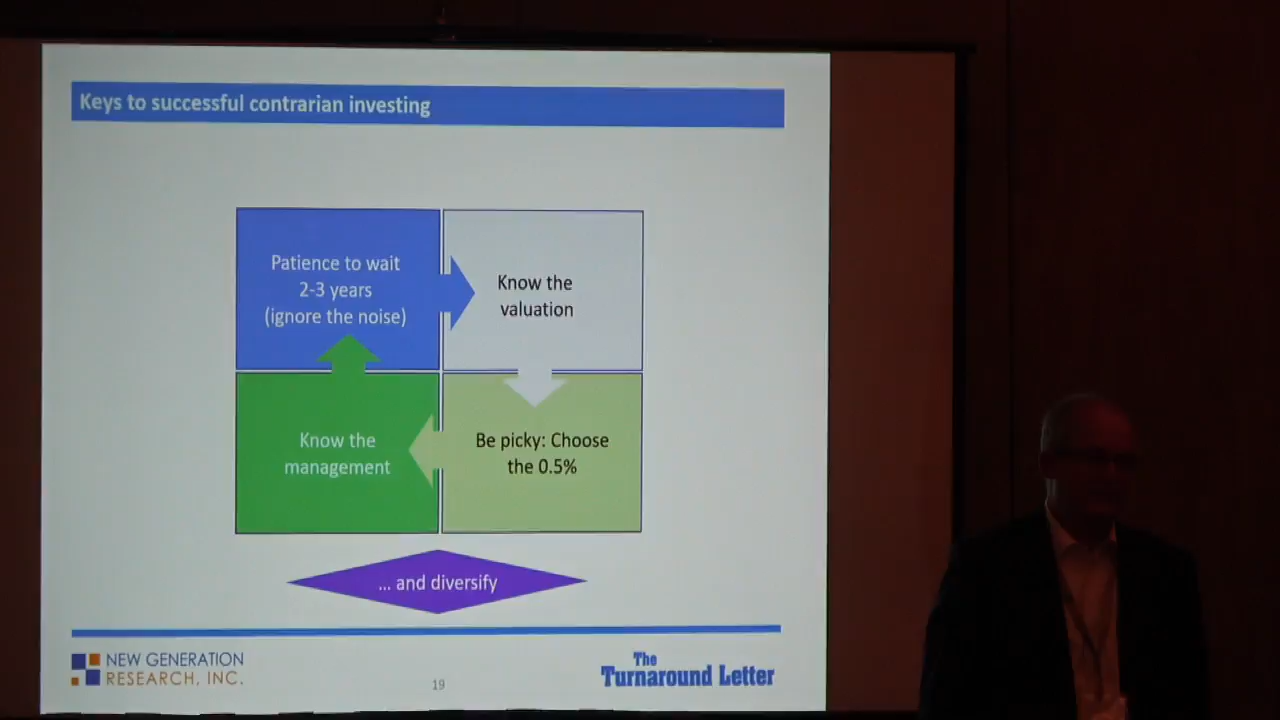 Keys to successful contrarian investing
Patience to wait
2-3 years
(ignore the noise)
Know the
valuation
Know the
management
Be picky: Choose
the 0.5%
... and diversify
NEW GENERATION
RESEARCH, INC.
19
The
Turnaround Letter